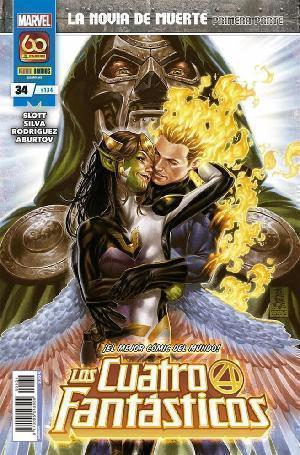 MARVEL
LA NOVIA DE MUERTE PRIMERA PARTE
60
PANINI COMICS
34
#134
SLOTT
SILVA
RODRIGUEZ
ABURTOV
¡EL MEJOR CÓMIC DEL MUNDO!
LOS
CUATRO 4
FANTÁSTICOS